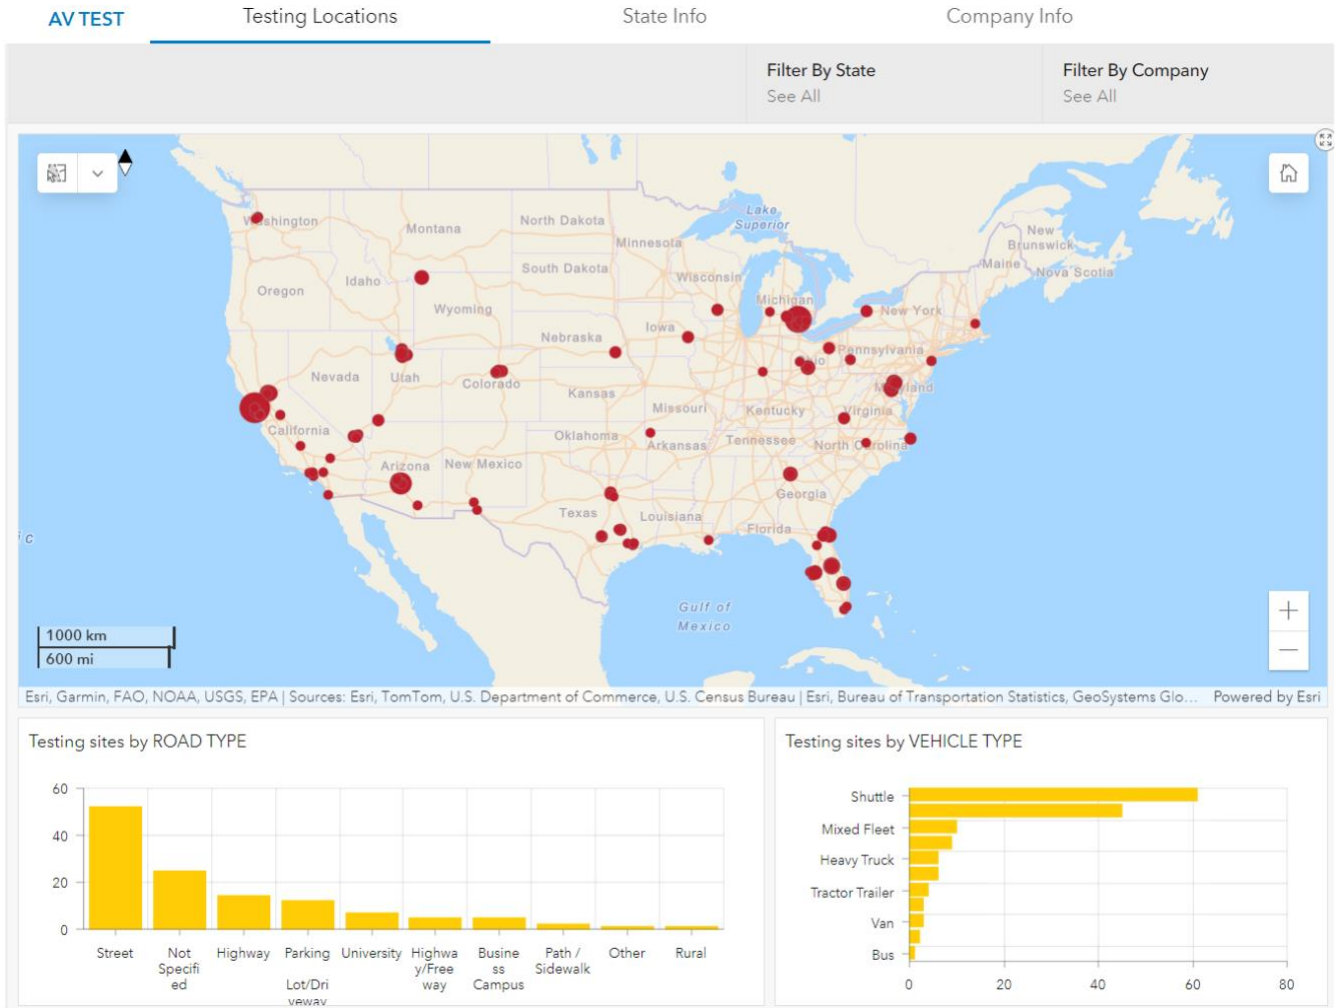 AV TEST
Testing Locations
State Info
Company Info
Filter By State
See All
Filter By Company
See All
Lake
Superior
Washington
Montana
North Dakota
Minnesota
New
Brunswick
Maine
Nova Scotia
Oregon
Idaho
South Dakota
Wisconsin
Wyoming
Michigan
New York
Iowa
Nebraska
Pennsylvania
Nevada
Utah
Colorado
Kansas
Missouri
Kentucky
Virginia
Maryland
California
Oklahoma
Arkansas
Tennessee
North Carolina
Arizona
New Mexico
Georgia
Texas
Louisiana
Florida
Ohio
ic
Gulf of
Mexico
1000 km
600 mi
Esri, Garmin, FAO, NOAA, USGS, EPA | Sources: Esri, TomTom, U.S. Department of Commerce, U.S. Census Bureau | Esri, Bureau of Transportation Statistics, GeoSystems Glo...
Powered by Esri
Testing sites by ROAD TYPE
60
40
20
0
Street
Not
Specifi
ed
Highway
Parking
Lot/Dri
veway
University
Highwa
y/Free
way
Busine
ss
Campus
Path /
Sidewalk
Other
Rural
Testing sites by VEHICLE TYPE
Shuttle
Mixed Fleet
Heavy Truck
Tractor Trailer
Van
Bus
0
20
40
60
80